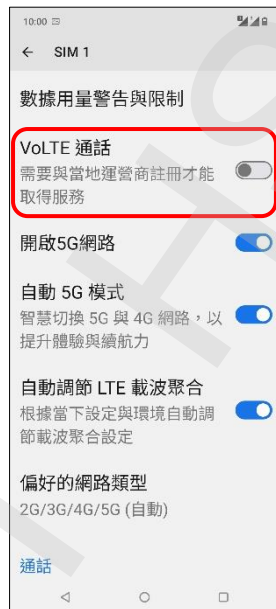 10:00
SIM 1
數據用量警告與限制
VoLTE 通話
需要與當地運營商註冊才能
取得服務
開啟5G網路
自動 5G 模式
智慧切換 5G 與 4G 網路，以
提升體驗與續航力
自動調節 LTE 載波聚合
根據當下設定與環境自動調
節載波聚合設定
偏好的網路類型
2G/3G/4G/5G (自動)
通話